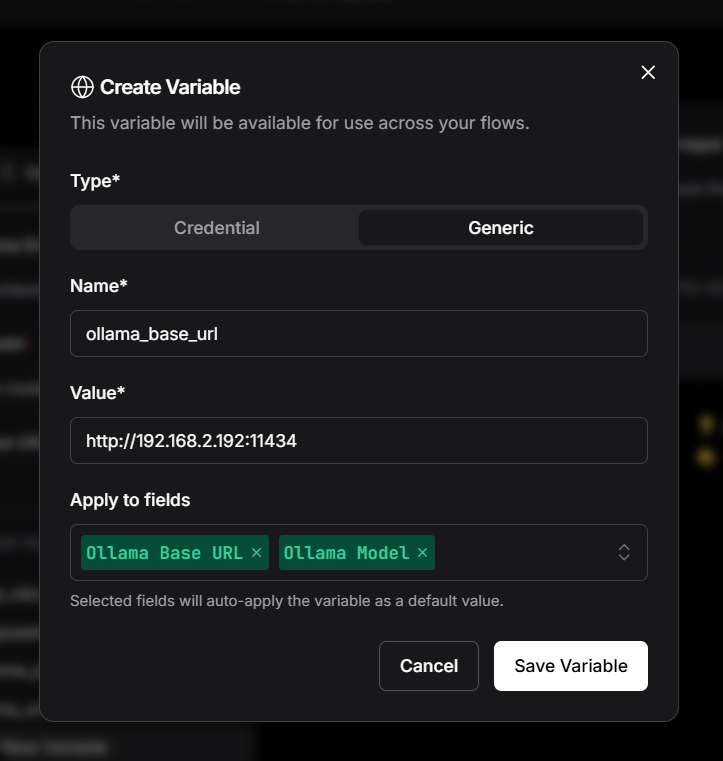 Create Variable
This variable will be available for use across your flows.
Type*
Credential Generic
Name*
ollama_base_url
Value*
http://192.168.2.192:11434
Apply to fields
Ollama Base URL × Ollama Model ×
Selected fields will auto-apply the variable as a default value.
Cancel Save Variable